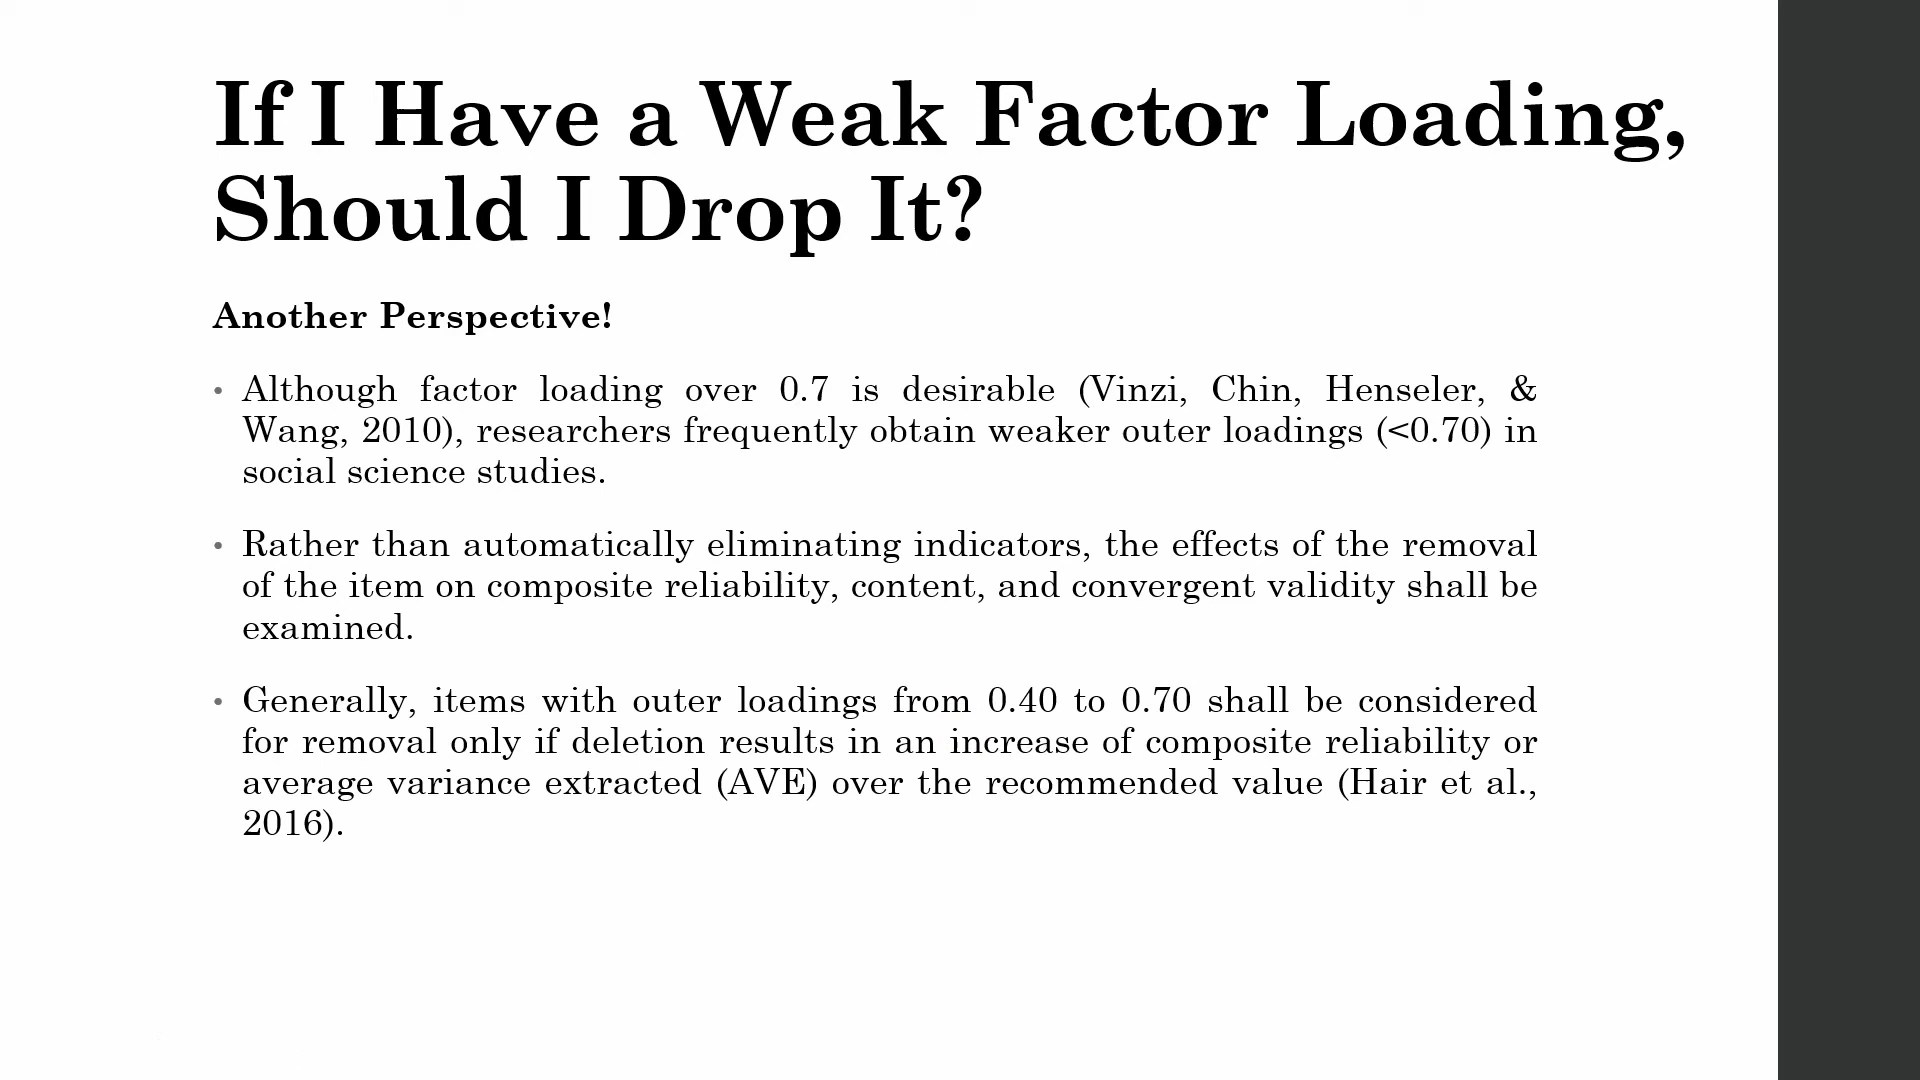 If I Have a Weak Factor Loading,
Should I Drop It?
Another Perspective!
• Although factor loading over 0.7 is desirable (Vinzi, Chin, Henseler, &
Wang, 2010), researchers frequently obtain weaker outer loadings (<0.70) in
social science studies.
• Rather than automatically eliminating indicators, the effects of the removal
of the item on composite reliability, content, and convergent validity shall be
examined.
• Generally, items with outer loadings from 0.40 to 0.70 shall be considered
for removal only if deletion results in an increase of composite reliability or
average variance extracted (AVE) over the recommended value (Hair et al.,
2016).